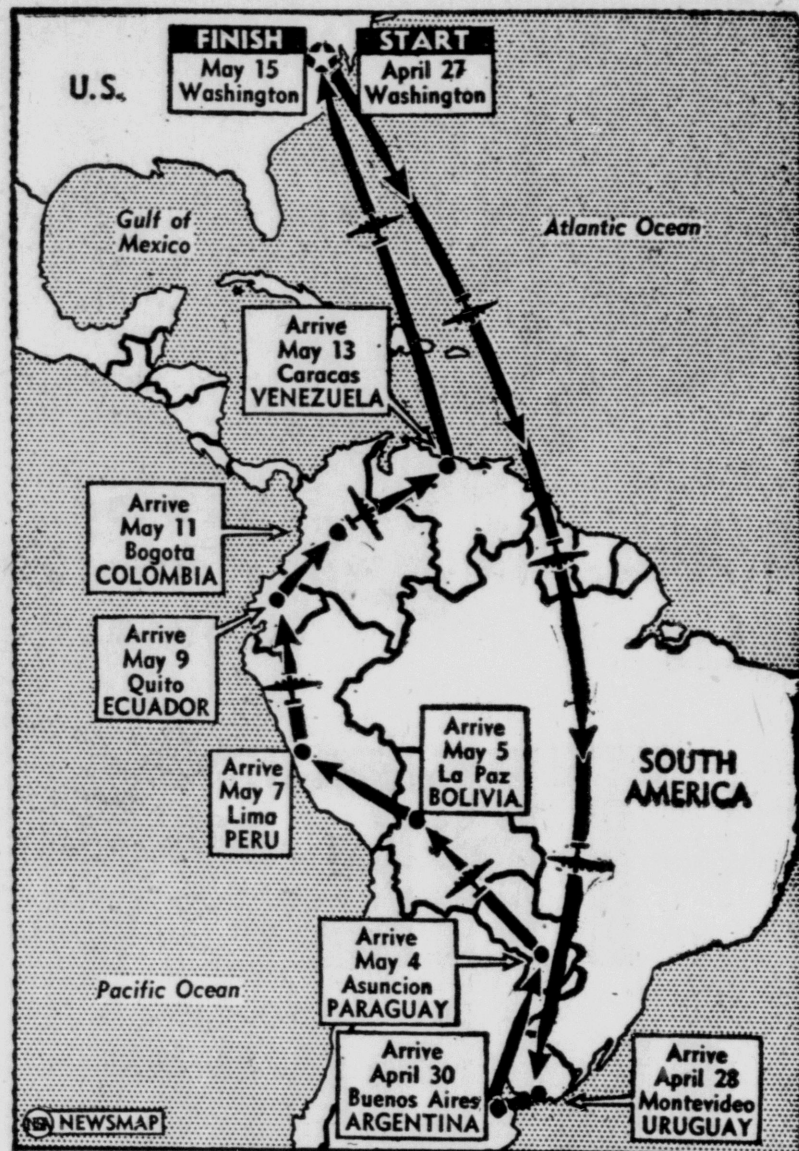 FINISH
May 15
Washington
START
April 27
Washington
U.S.
Gulf of
Mexico
Atlantic Ocean
Arrive
May 13
Caracas
VENEZUELA
Arrive
May 11
Bogota
COLOMBIA
Arrive
May 9
Quito
ECUADOR
Arrive
May 7
Lima
PERU
Arrive
May 5
La Paz
BOLIVIA
SOUTH
AMERICA
Arrive
May 4
Asuncion
PARAGUAY
Pacific Ocean
Arrive
April 30
Buenos Aires
ARGENTINA
Arrive
April 28
Montevideo
URUGUAY
NEA NEWSMAP